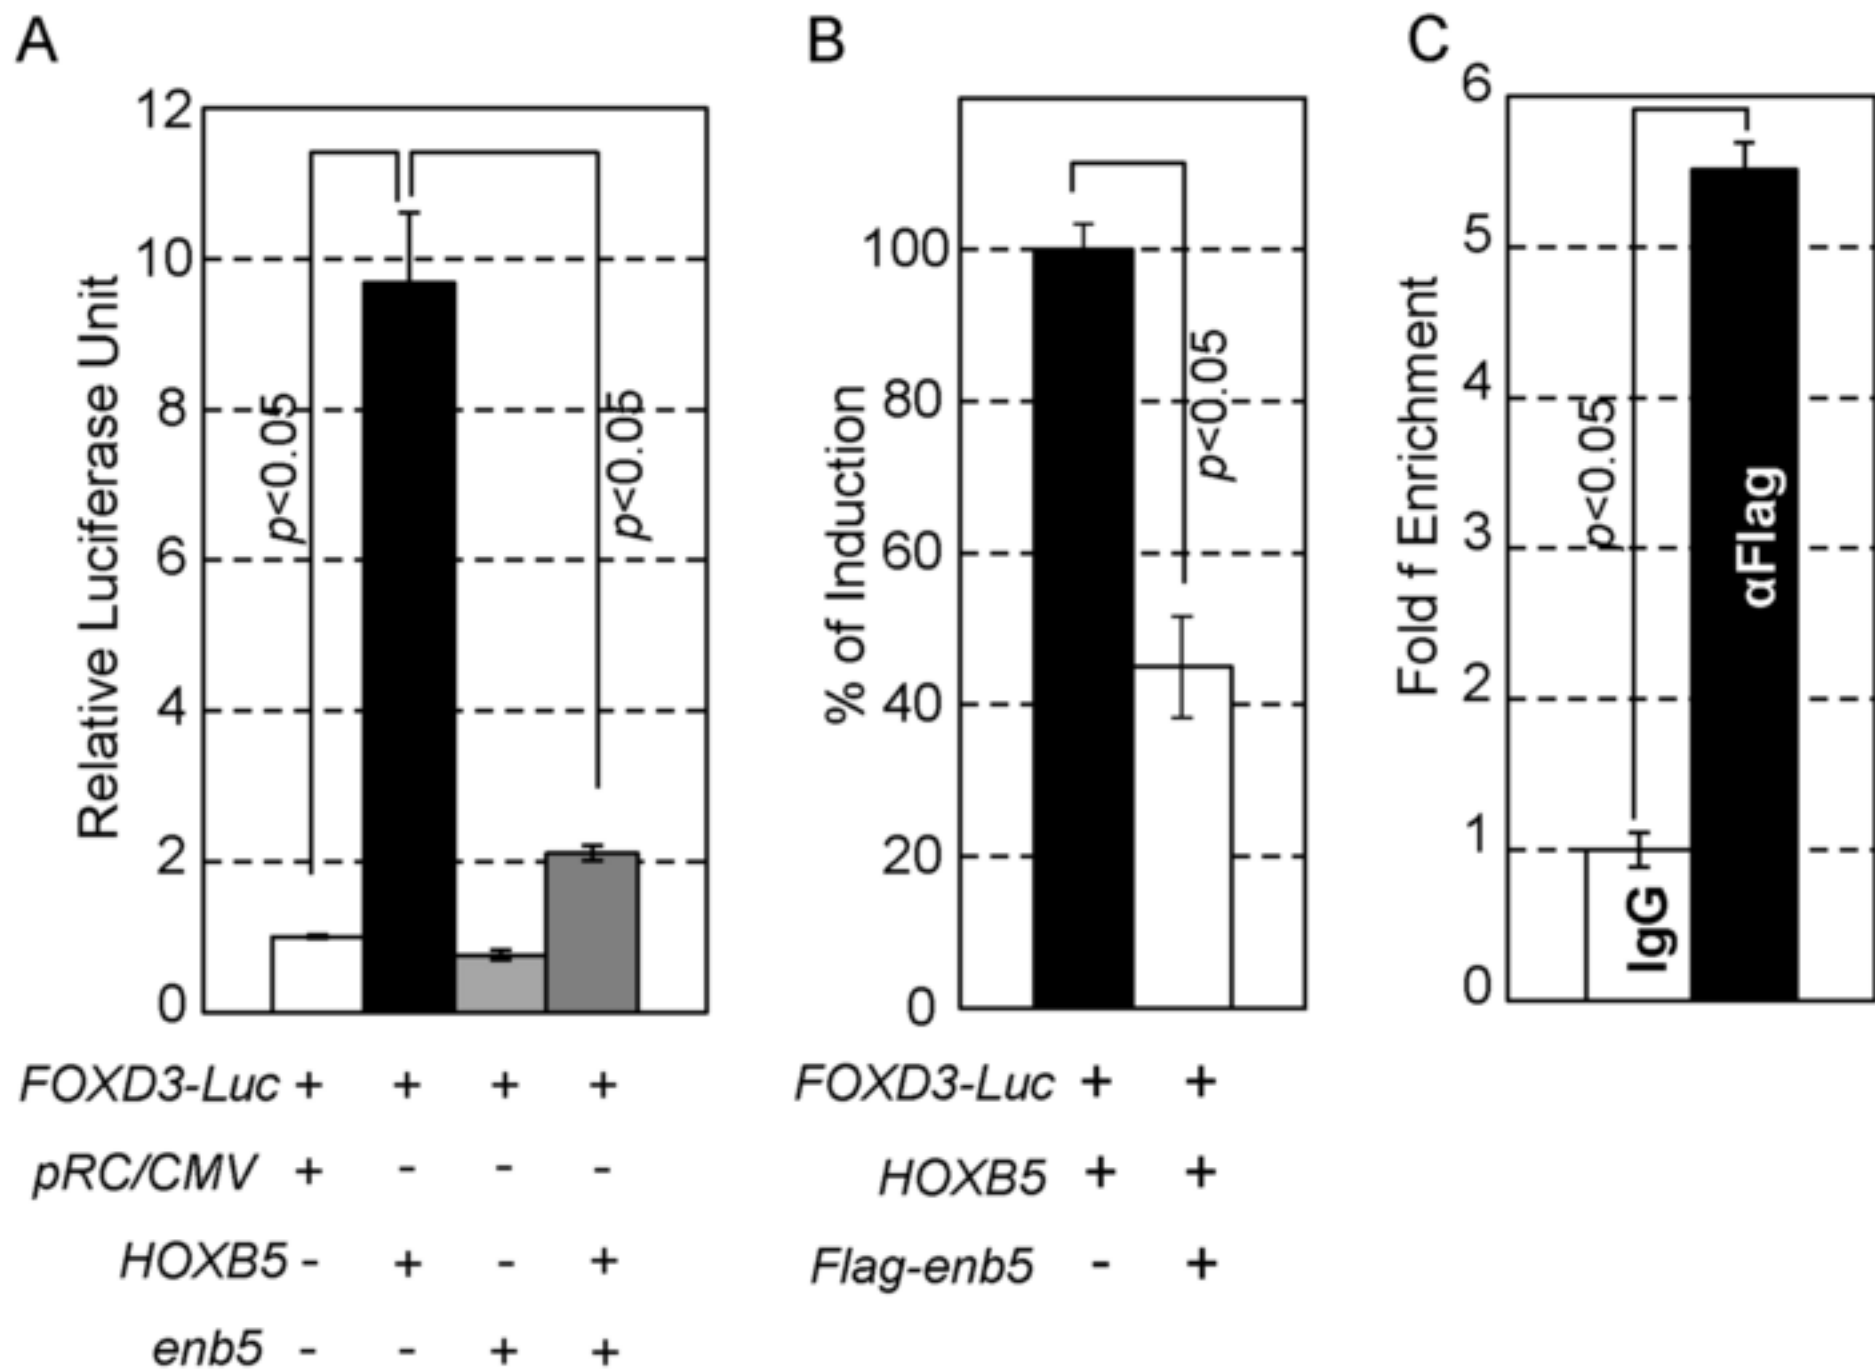 A
12
10
8
6
4
2
0
Relative Luciferase Unit
p<0.05
p<0.05
FOXD3-Luc + + + +
pRC/CMV + - - -
HOXB5 - + - +
enb5 - - + +
B
100
80
60
40
20
0
% of Induction
p<0.05
FOXD3-Luc + +
HOXB5 + +
Flag-enb5 - +
C
6
5
4
3
2
1
0
Fold f Enrichment
p<0.05
IgG
αFlag